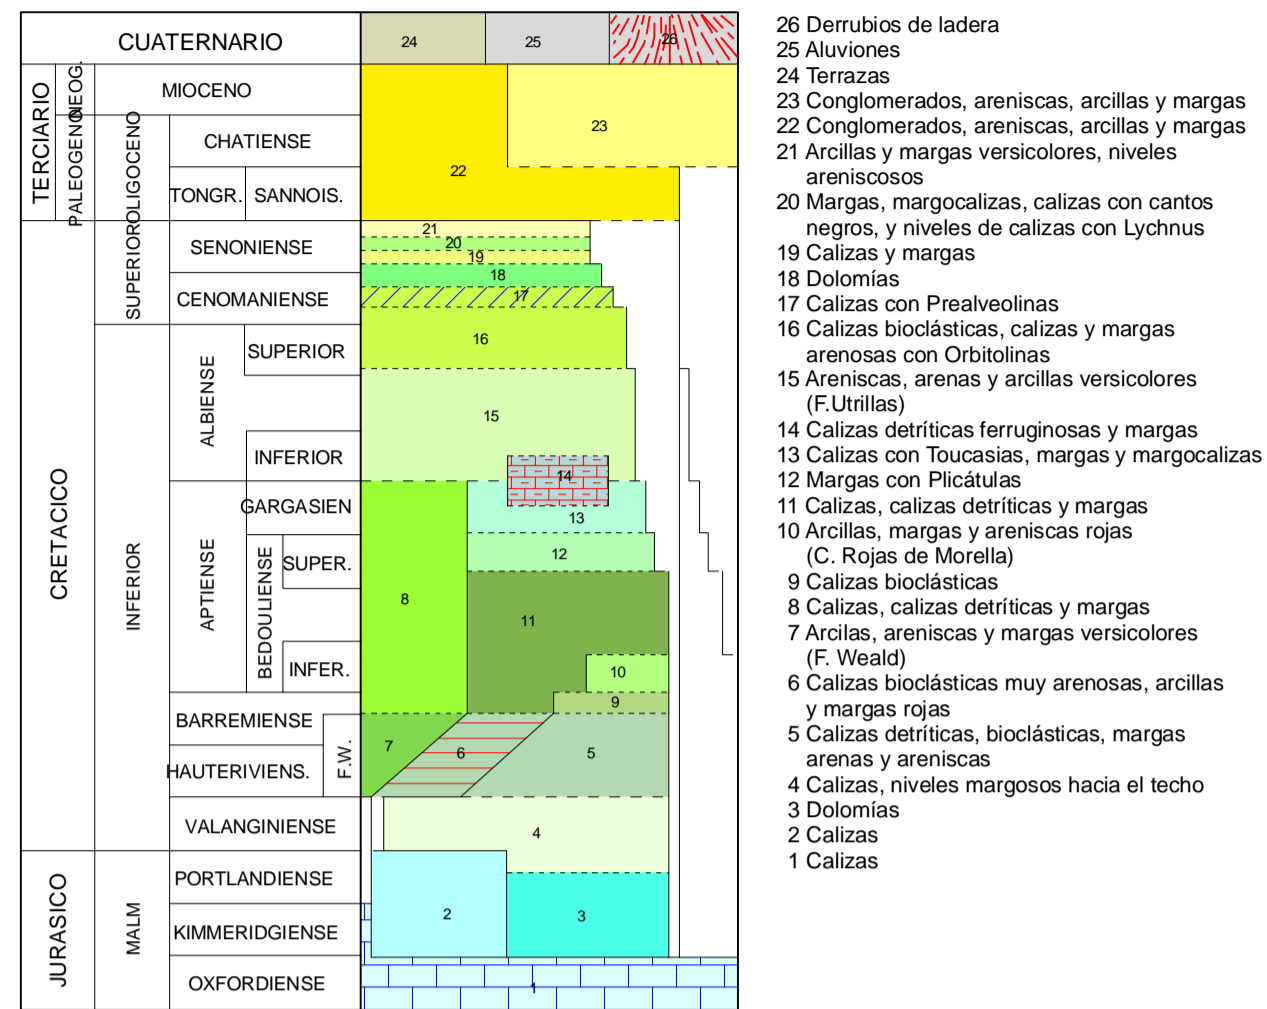 CUATERNARIO
24
25
26
TERCIARIO
PALEOGENO
NEOG.
MIOCENO
OLIGOCENO
CHATIENSE
TONGR.
SANNOIS.
22
23
CRETACICO
SUPERIOR
SENONIENSE
CENOMANIENSE
21
20
19
18
17
INFERIOR
ALBIENSE
SUPERIOR
INFERIOR
16
15
14
APTIENSE
GARGASIEN
BEDOULIENSE
SUPER.
INFER.
13
12
8
11
10
9
BARREMIENSE
HAUTERIVIENS.
F.W.
7
6
5
VALANGINIENSE
4
JURASICO
MALM
PORTLANDIENSE
KIMMERIDGIENSE
OXFORDIENSE
2
3
1
26 Derrubios de ladera
25 Aluviones
24 Terrazas
23 Conglomerados, areniscas, arcillas y margas
22 Conglomerados, areniscas, arcillas y margas
21 Arcillas y margas versicolores, niveles
areniscosos
20 Margas, margocalizas, calizas con cantos
negros, y niveles de calizas con Lychnus
19 Calizas y margas
18 Dolomías
17 Calizas con Prealveolinas
16 Calizas bioclásticas, calizas y margas
arenosas con Orbitolinas
15 Areniscas, arenas y arcillas versicolores
(F.Utrillas)
14 Calizas detríticas ferruginosas y margas
13 Calizas con Toucasias, margas y margocalizas
12 Margas con Plicátulas
11 Calizas, calizas detríticas y margas
10 Arcillas, margas y areniscas rojas
(C. Rojas de Morella)
9 Calizas bioclásticas
8 Calizas, calizas detríticas y margas
7 Arcilas, areniscas y margas versicolores
(F. Weald)
6 Calizas bioclásticas muy arenosas, arcillas
y margas rojas
5 Calizas detríticas, bioclásticas, margas
arenas y areniscas
4 Calizas, niveles margosos hacia el techo
3 Dolomías
2 Calizas
1 Calizas